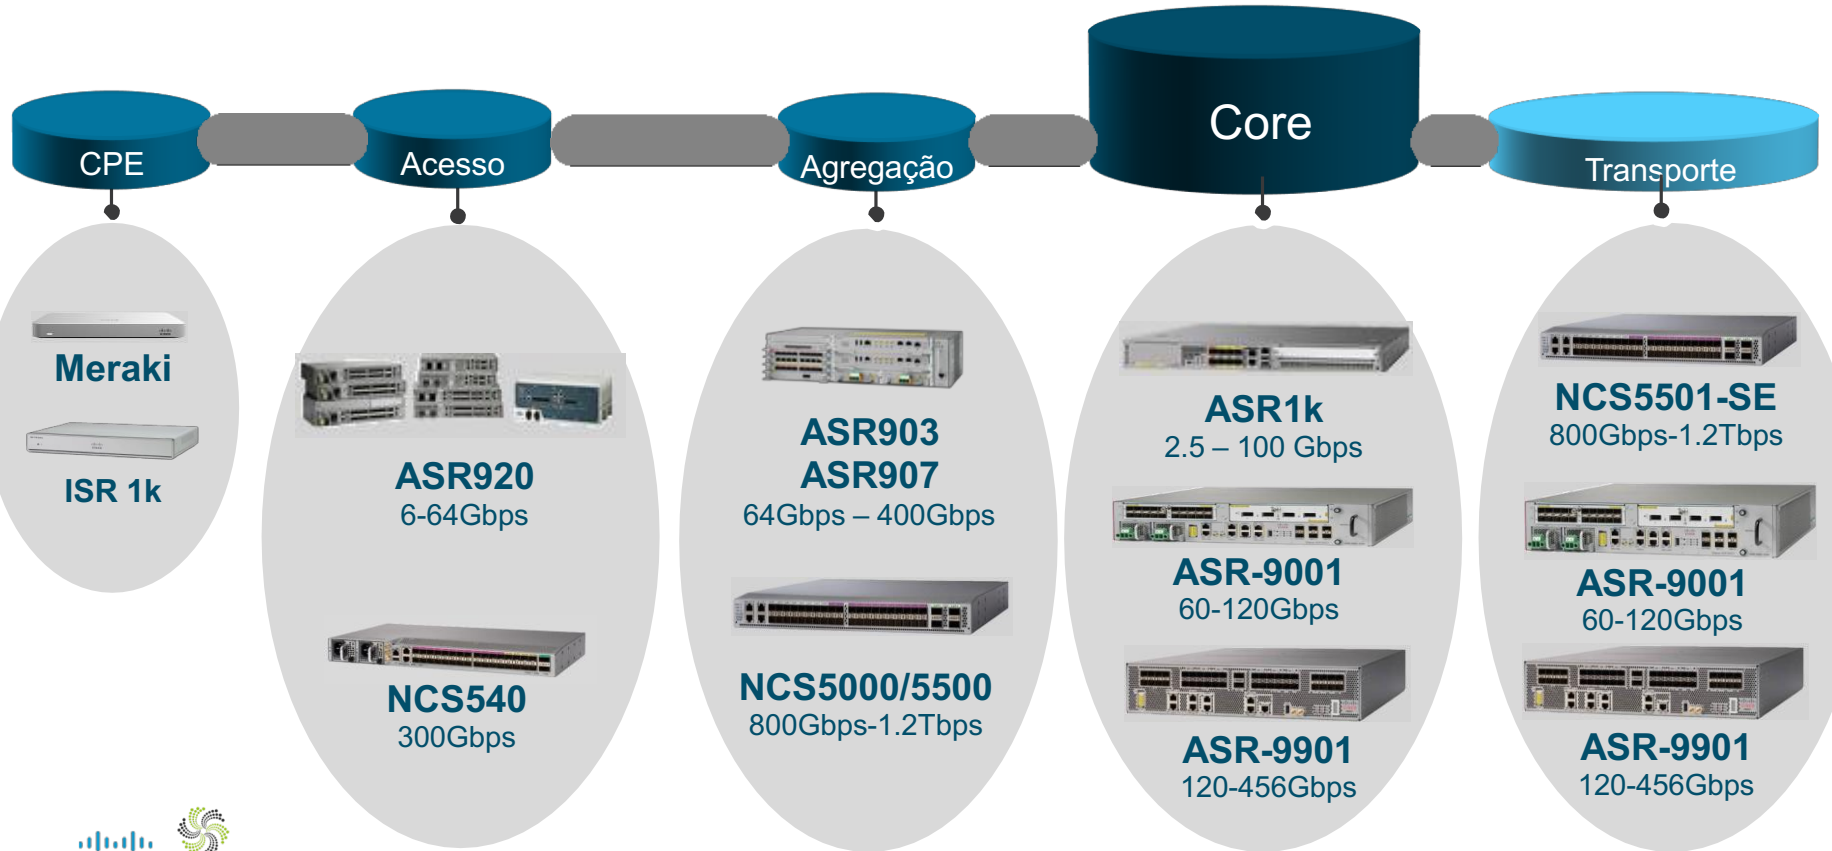 CPE
Acesso
Agregação
Core
Transporte
Meraki
ISR 1k
ASR920
6-64Gbps
NCS540
300Gbps
ASR903
ASR907
64Gbps – 400Gbps
NCS5000/5500
800Gbps-1.2Tbps
ASR1k
2.5 – 100 Gbps
ASR-9001
60-120Gbps
ASR-9901
120-456Gbps
NCS5501-SE
800Gbps-1.2Tbps
ASR-9001
60-120Gbps
ASR-9901
120-456Gbps